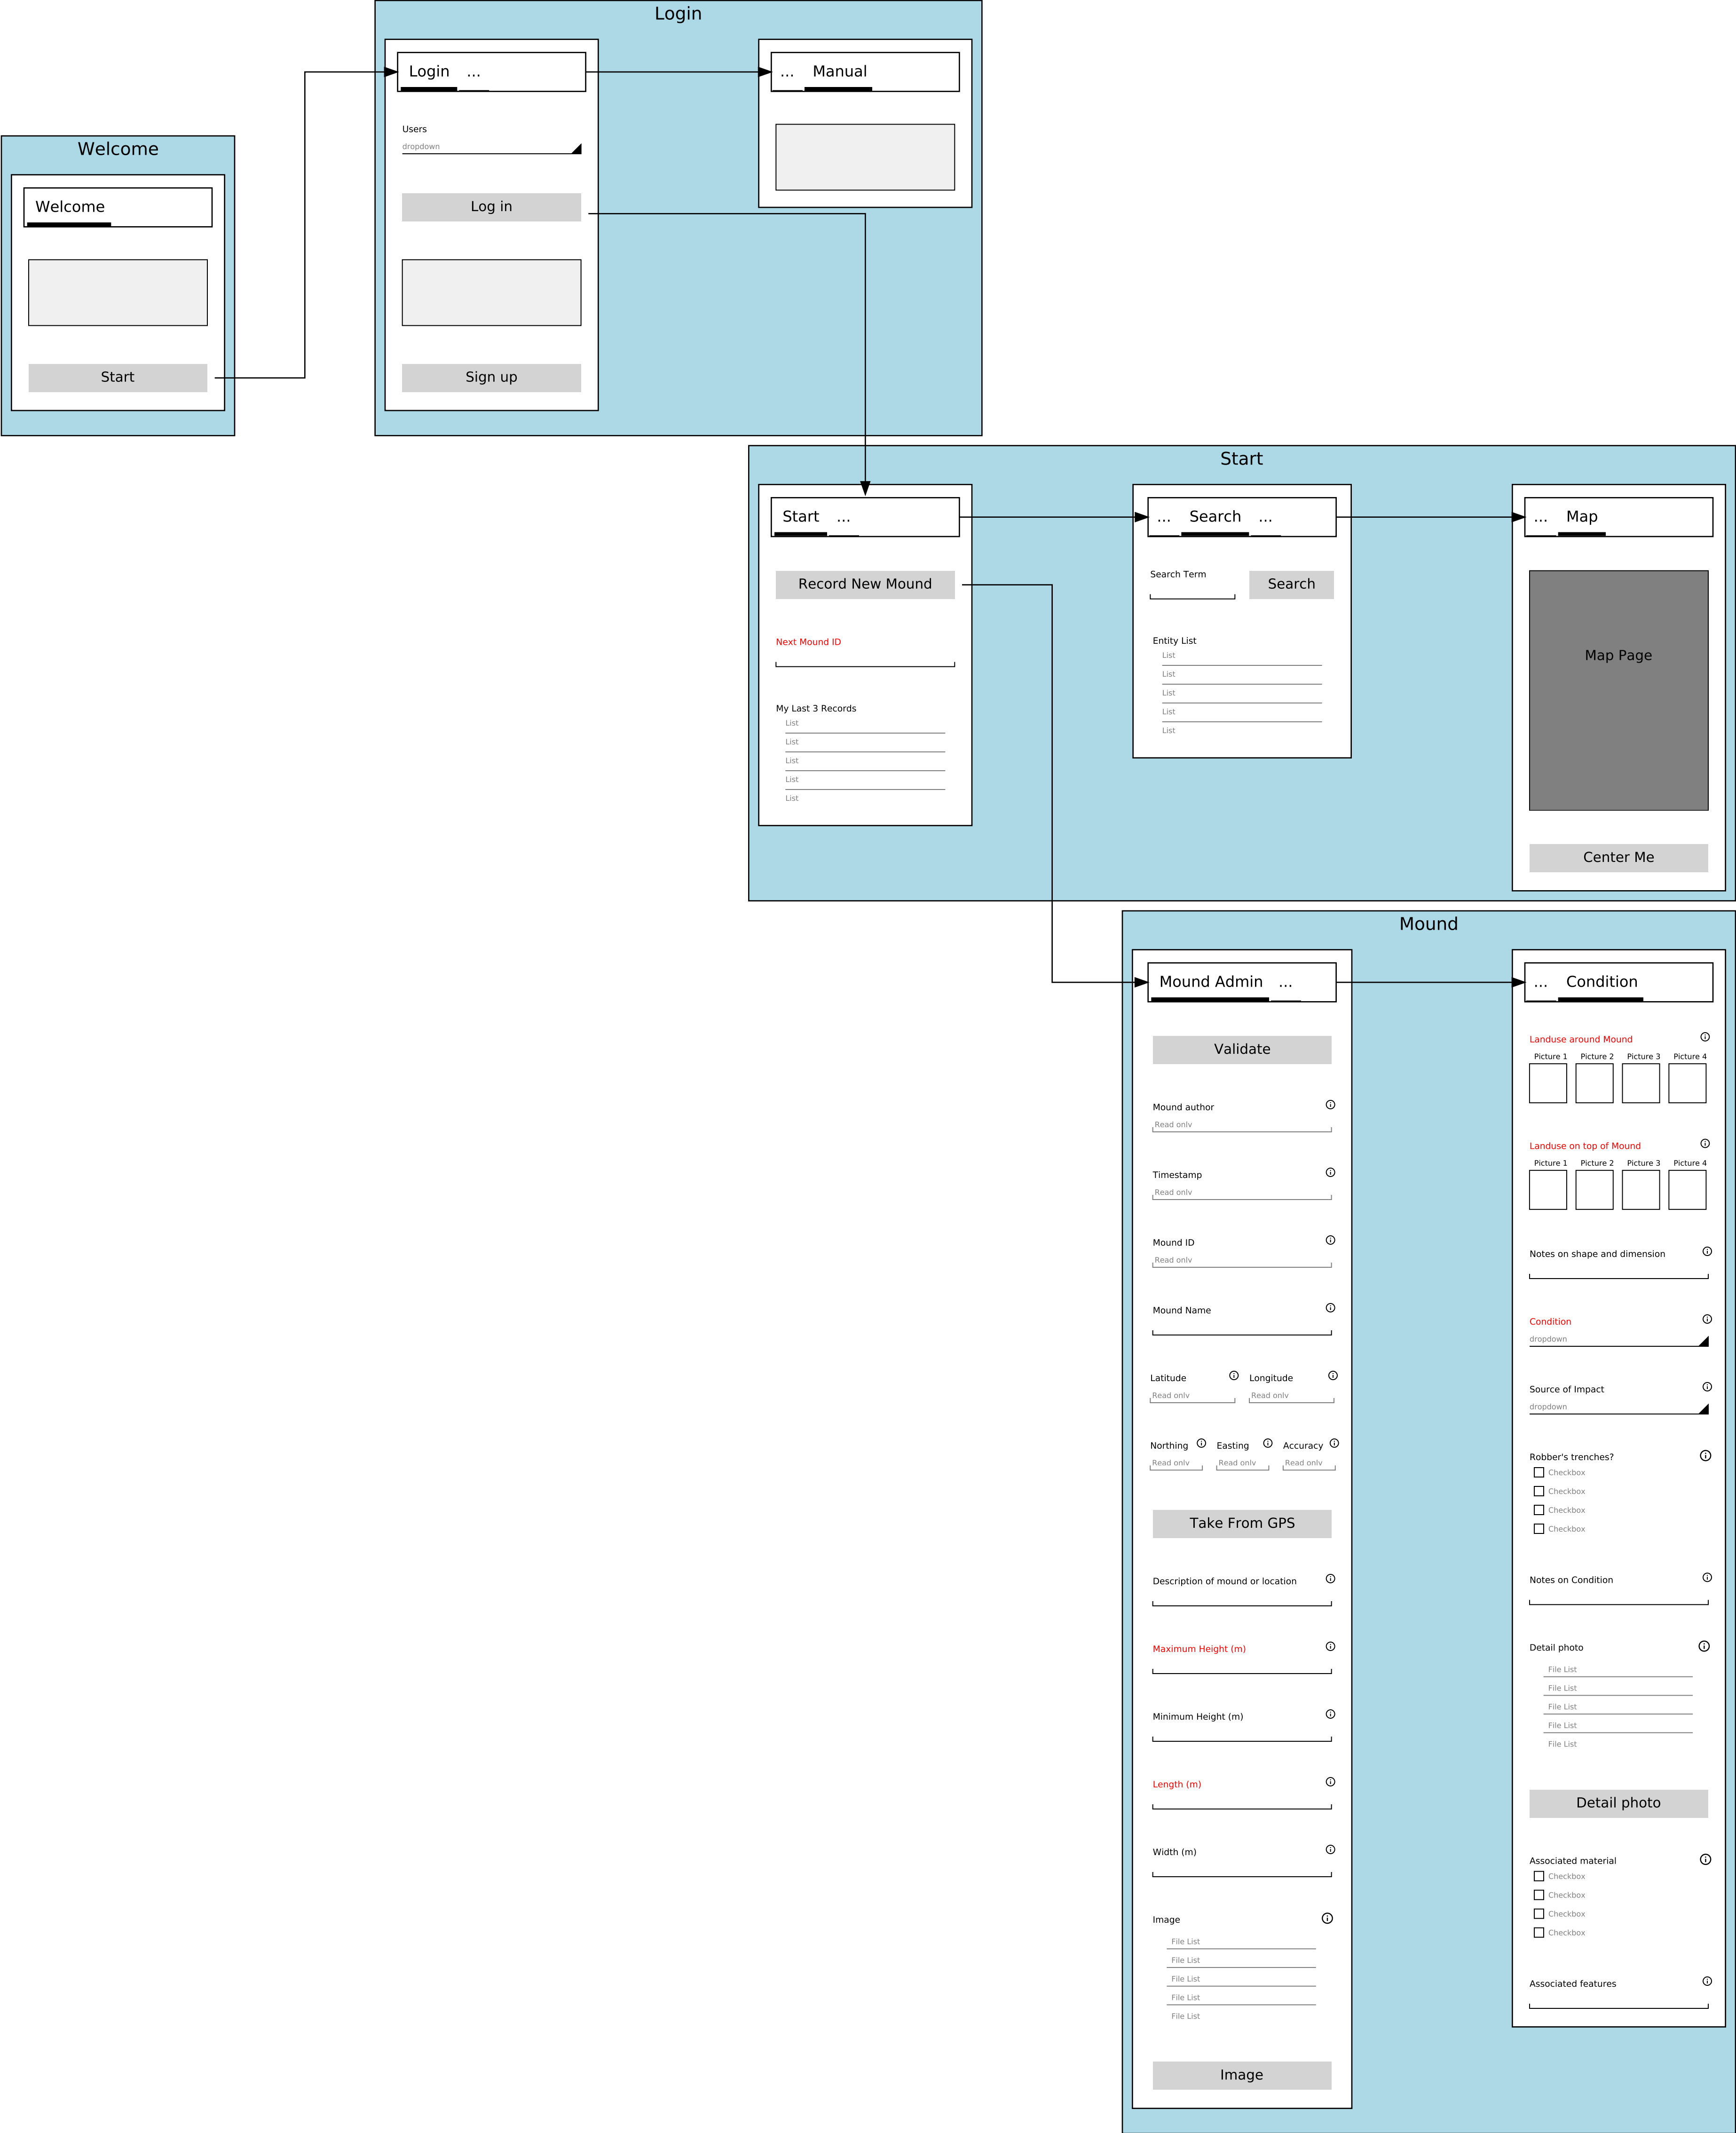 Login
Login ...
... Manual
Users
dropdown
Log in
Sign up
Welcome
Welcome
Start
Start
Start ...
Record New Mound
Next Mound ID
My Last 3 Records
List
List
List
List
List
... Search ...
Search Term
Search
Entity List
List
List
List
List
List
... Map
Map Page
Center Me
Mound
Mound Admin ...
Validate
Mound author
Read only
Timestamp
Read only
Mound ID
Read only
Mound Name
Latitude Longitude
Read only Read only
Northing Easting Accuracy
Read only Read only Read only
Take From GPS
Description of mound or location
Maximum Height (m)
Minimum Height (m)
Length (m)
Width (m)
Image
File List
File List
File List
File List
File List
Image
... Condition
Landuse around Mound
Picture 1 Picture 2 Picture 3 Picture 4
Landuse on top of Mound
Picture 1 Picture 2 Picture 3 Picture 4
Notes on shape and dimension
Condition
dropdown
Source of Impact
dropdown
Robber's trenches?
Checkbox
Checkbox
Checkbox
Checkbox
Notes on Condition
Detail photo
File List
File List
File List
File List
File List
Detail photo
Associated material
Checkbox
Checkbox
Checkbox
Checkbox
Associated features